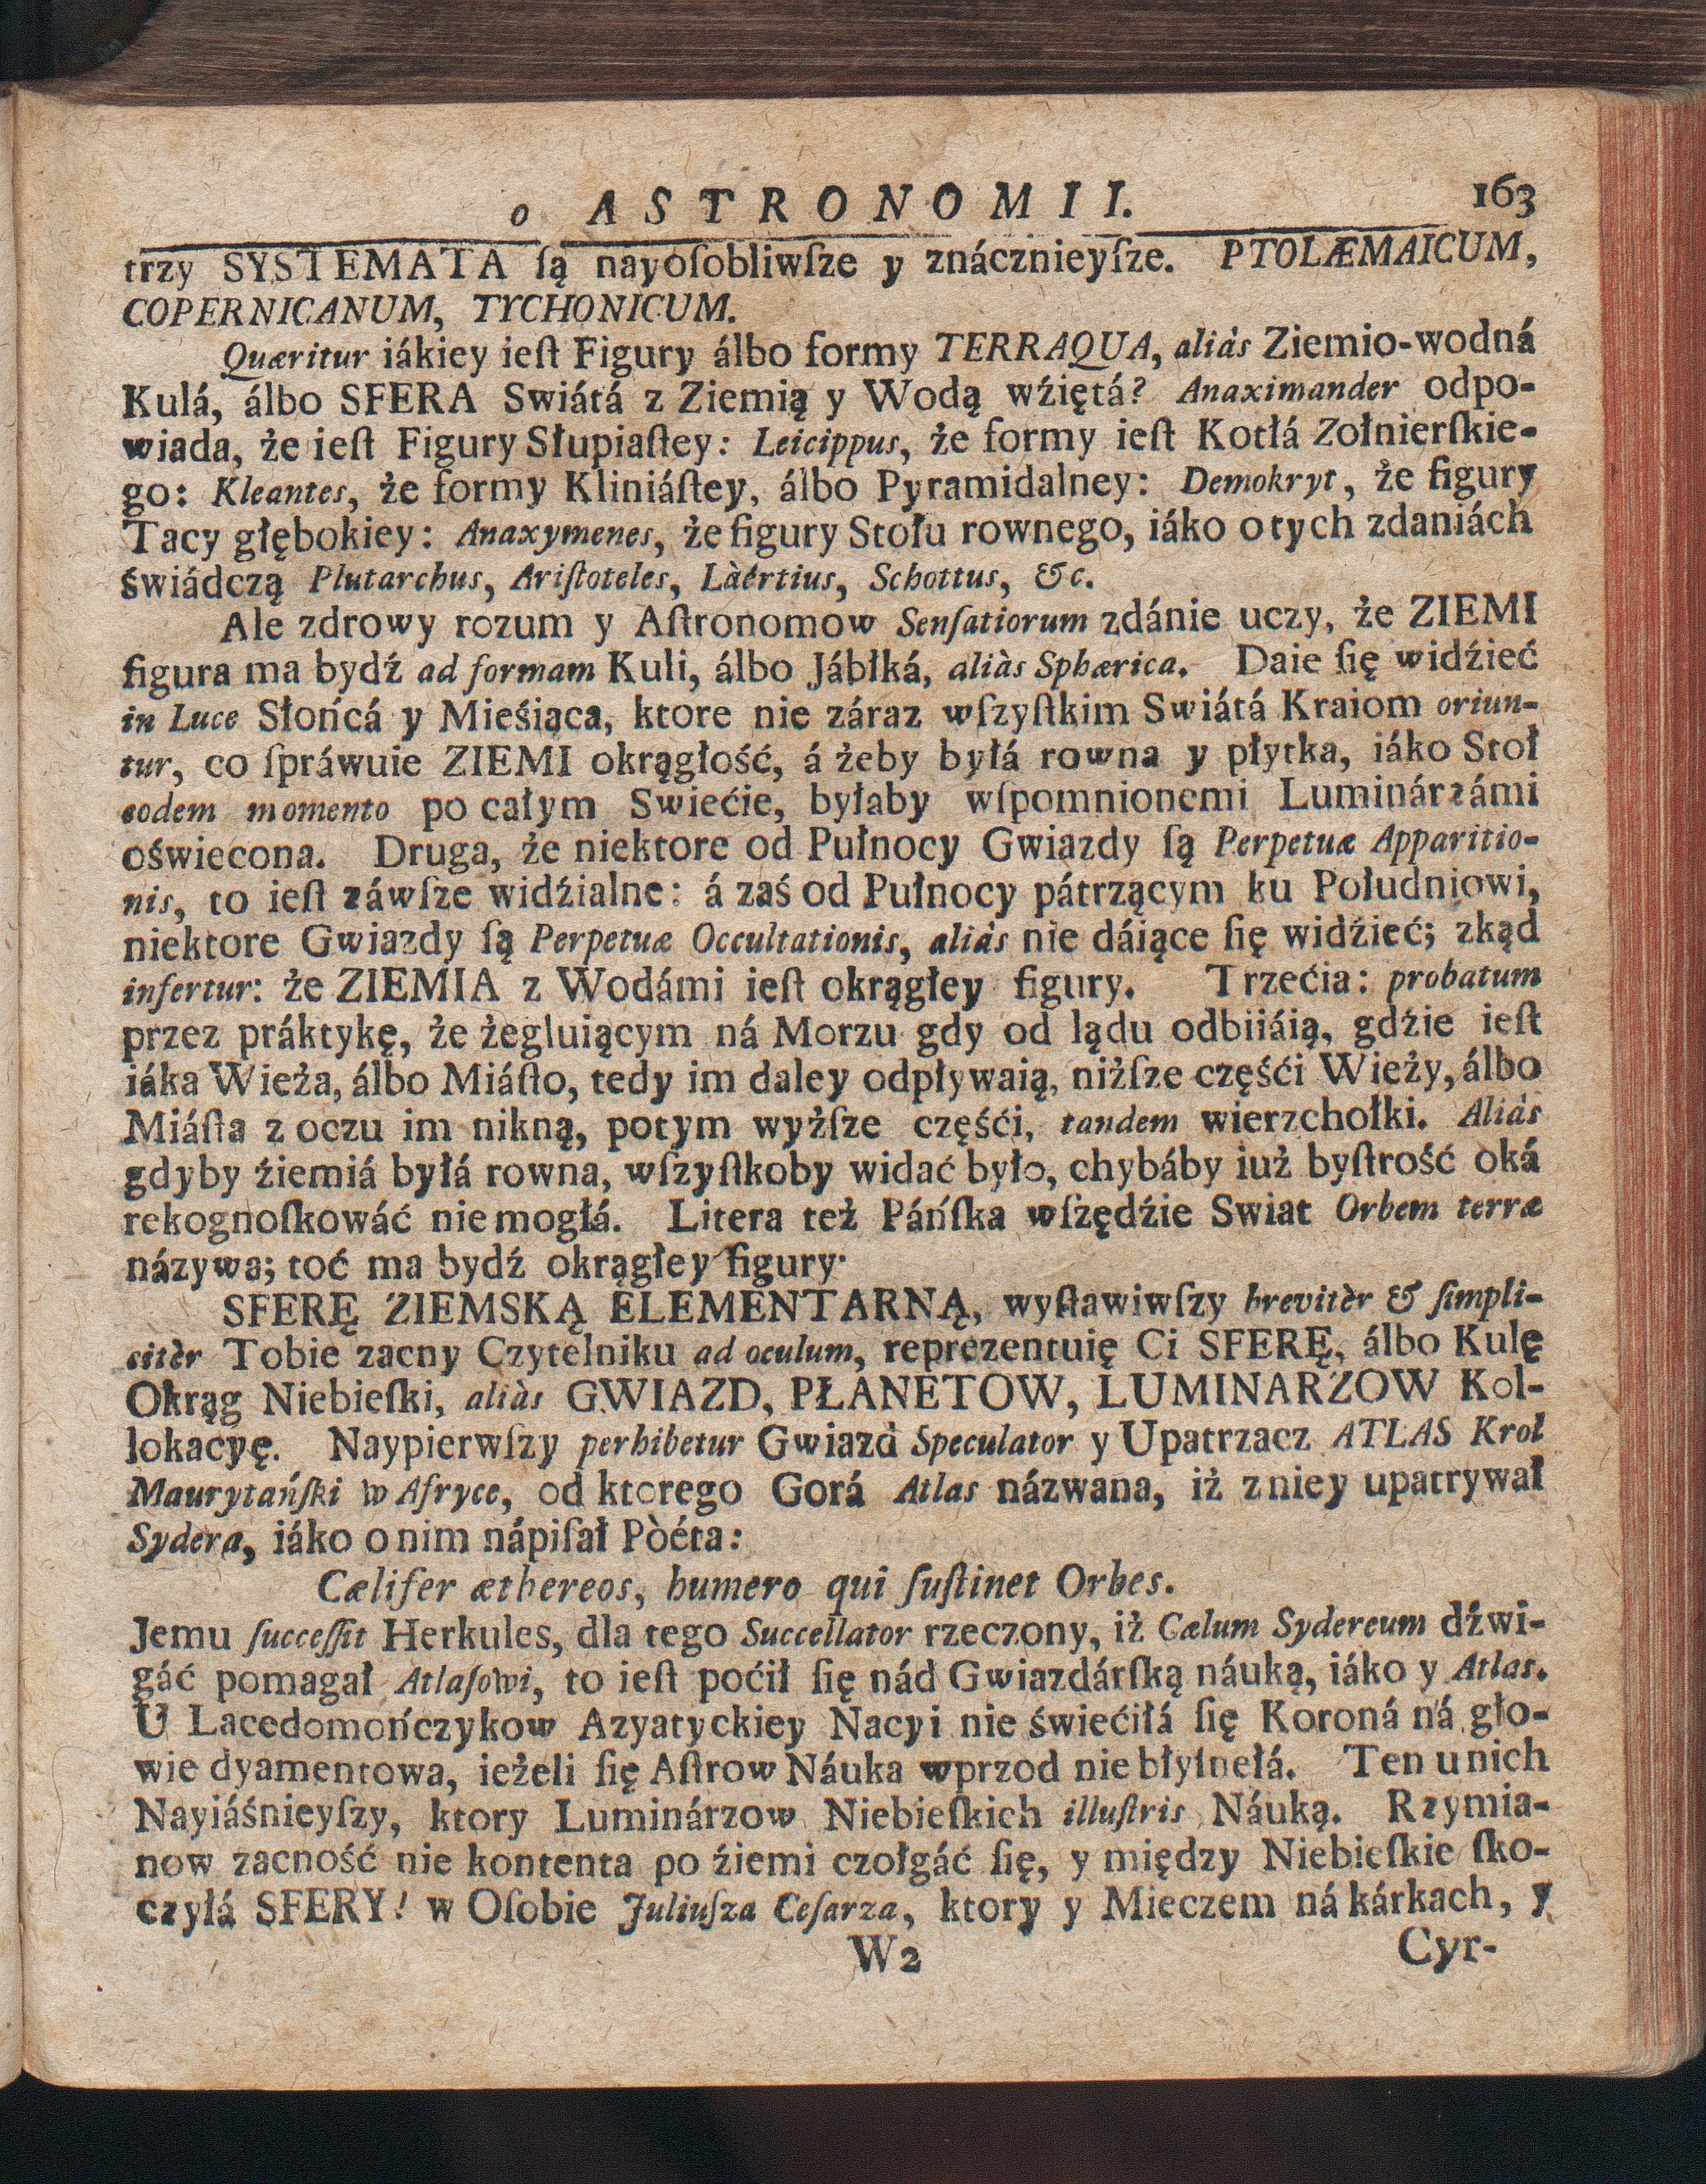 o ASTRONOMII. 163
trzy SYSTEMATA ſą nayoſobliwſze y znácznieyſze. PTOLÆMAICUM,
COPERNICANUM, TYCHONICUM.
Quæritur iákiey ieſt Figury álbo formy TERRAQUA, aliàs Ziemio-wodná
Kulá, álbo SFERA Swiátá z Ziemią y Wodą wźiętá? Anaximander odpo-
wiada, że ieſt Figury Słupiaſtey: Leicippus, że formy ieſt Kotłá Zołnierſkie-
go: Kleantes, że formy Kliniáſtey, álbo Pyramidalney: Demokryt, że figury
Tacy głębokiey: Anaxymenes, że figury Stołu rownego, iáko o tych zdaniách
świádczą Plutarchus, Ariſtoteles, Làértius, Schottus, &c.
Ale zdrowy rozum y Aſtronomow Senſatiorum zdánie uczy, że ZIEMI
figura ma bydź ad formam Kuli, álbo Jábłká, aliàs Sphærica. Daie ſię widźieć
in Luce Słońcá y Mieśiąca, ktore nie záraz wſzyſtkim Swiátá Kraiom oriun-
tur, co ſpráwuie ZIEMI okrągłość, á żeby byłá rowna y płytka, iáko Stoł
eodem momento po całym Swiećie, byłaby wſpomnionemi Luminárzámi
oświecona. Druga, że niektore od Pułnocy Gwiazdy ſą Perpetuæ Apparitio-
nis, to ieſt záwſze widźialne: á zaś od Pułnocy pátrzącym ku Południowi,
niektore Gwiazdy ſą Perpetuæ Occultationis, aliàs nie dáiące ſię widźieć; zkąd
infertur: że ZIEMIA z Wodámi ieſt okrągłey figury. Trzećia: probatum
przez práktykę, że żegluiącym ná Morzu gdy od lądu odbiiáią, gdźie ieſt
iáka Wieża, álbo Miáſto, tedy im daley odpływaią, niżſze częśći Wieży, álbo
Miáſta z oczu im nikną, potym wyżſze częśći, tandem wierzchołki. Aliàs
gdyby źiemiá byłá rowna, wſzyſtkoby widać było, chybáby iuż byſtrość oká
rekognoſkowáć nie mogłá. Litera też Páńſka wſzędźie Swiat Orbem terræ
názywa; toć ma bydź okrągłey figury.
SFERĘ ZIEMSKĄ ELEMENTARNĄ, wyſtawiwſzy brevitèr & ſimpli-
citèr Tobie zacny Czytelniku ad oculum, reprezentuię Ci SFERĘ, álbo Kulę
Okrąg Niebieſki, aliàs GWIAZD, PŁANETOW, LUMINARZOW Kol-
lokacyę. Naypierwſzy perhibetur Gwiazd Speculator y Upatrzacz ATLAS Krol
Maurytańſki w Afryce, od ktorego Gorá Atlas názwana, iż z niey upatrywał
Sydera, iáko o nim nápiſał Pòéta:
Cælifer æthereos, humero qui ſuſtinet Orbes.
Jemu ſucceſſit Herkules, dla tego Succellator rzeczony, iż Cælum Sydereum dźwi-
gáć pomagał Atlaſowi, to ieſt poćił ſię nád Gwiazdárſką náuką, iáko y Atlas.
U Lacedomończykow Azyatyckiey Nacyi nie świećiłá ſię Koroná ná gło-
wie dyamentowa, ieżeli ſię Aſtrow Náuka wprzod nie błyſnełá. Ten u nich
Nayiáśnieyſzy, ktory Luminárzow Niebieſkich illuſtris Náuką. Rzymia-
now zacność nie kontenta po źiemi czołgáć ſię, y między Niebieſkie ſko-
czyłá SFERY! w Oſobie Juliuſza Ceſarza, ktory y Mieczem ná kárkach, y
W2 Cyr-